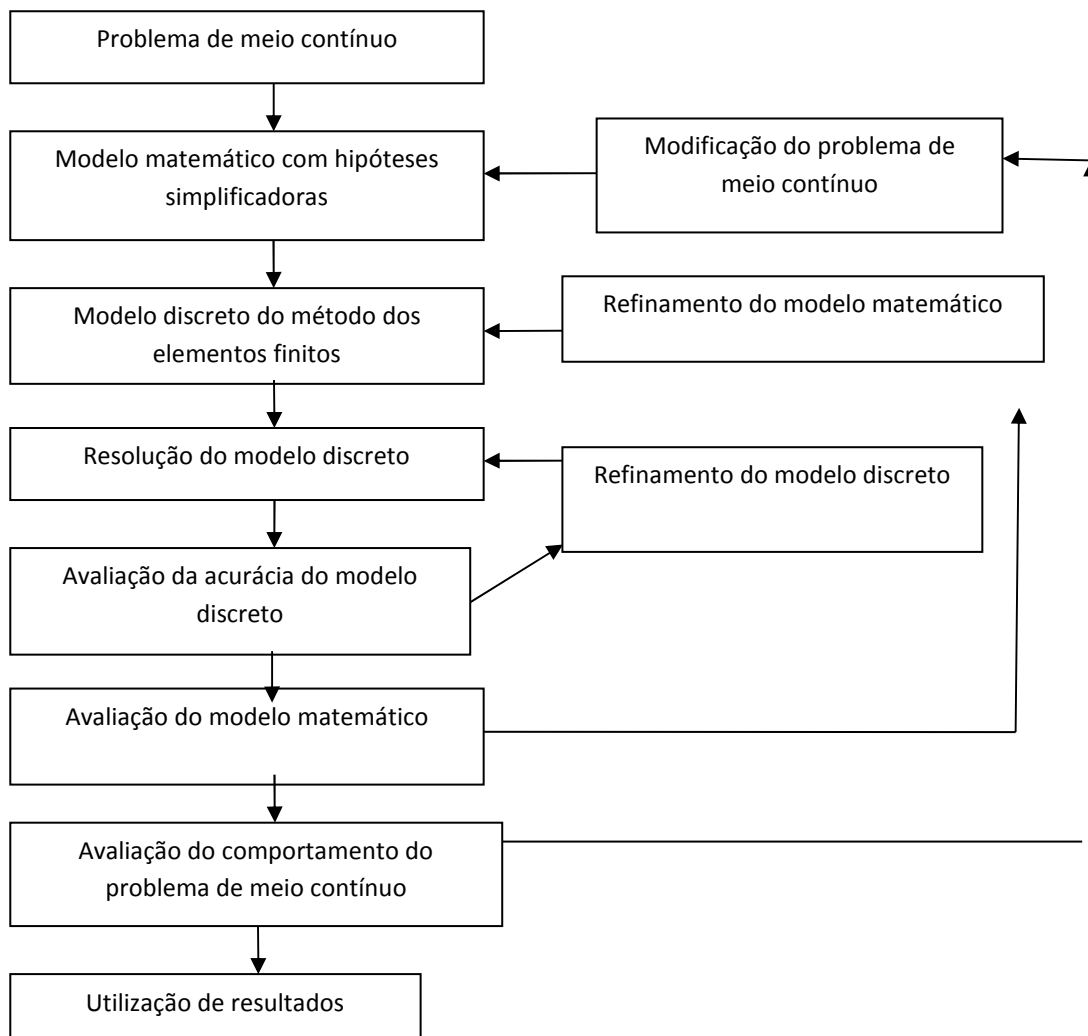 Problema de meio contínuo
Modelo matemático com hipóteses
simplificadoras
Modificação do problema de
meio contínuo
Modelo discreto do método dos
elementos finitos
Refinamento do modelo matemático
Resolução do modelo discreto
Refinamento do modelo discreto
Avaliação da acurácia do modelo
discreto
Avaliação do modelo matemático
Avaliação do comportamento do
problema de meio contínuo
Utilização de resultados